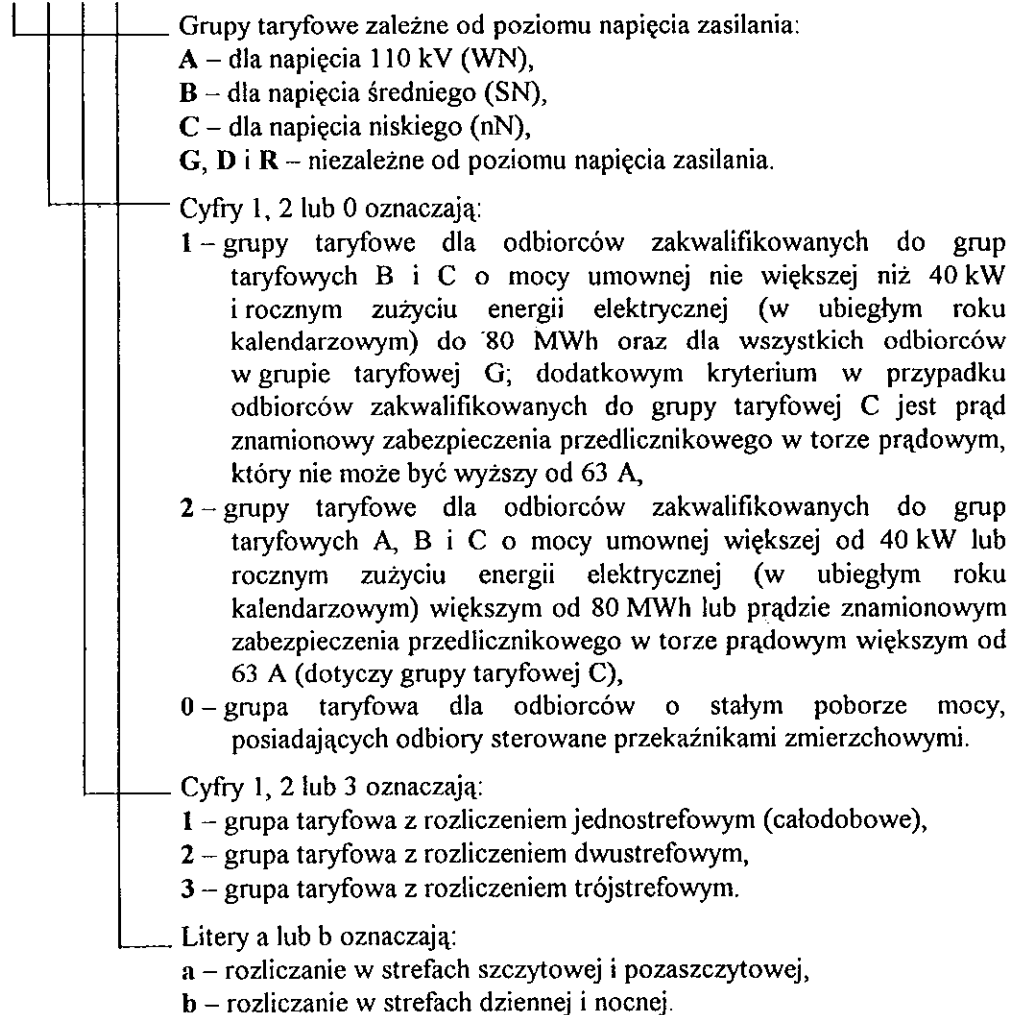 Grupy taryfowe zależne od poziomu napięcia zasilania:
A – dla napięcia 110 kV (WN),
B – dla napięcia średniego (SN),
C – dla napięcia niskiego (nN),
G, D i R – niezależne od poziomu napięcia zasilania.
Cyfry 1, 2 lub 0 oznaczają:
1 – grupy taryfowe dla odbiorców zakwalifikowanych do grup
taryfowych B i C o mocy umownej nie większej niż 40 kW
i rocznym zużyciu energii elektrycznej (w ubiegłym roku
kalendarzowym) do 80 MWh oraz dla wszystkich odbiorców
w grupie taryfowej G; dodatkowym kryterium w przypadku
odbiorców zakwalifikowanych do grupy taryfowej C jest prąd
znamionowy zabezpieczenia przedlicznikowego w torze prądowym,
który nie może być wyższy od 63 A,
2 – grupy taryfowe dla odbiorców zakwalifikowanych do grup
taryfowych A, B i C o mocy umownej większej od 40 kW lub
rocznym zużyciu energii elektrycznej (w ubiegłym roku
kalendarzowym) większym od 80 MWh lub prądzie znamionowym
zabezpieczenia przedlicznikowego w torze prądowym większym od
63 A (dotyczy grupy taryfowej C),
0 – grupa taryfowa dla odbiorców o stałym poborze mocy,
posiadających odbiory sterowane przekaźnikami zmierzchowymi.
Cyfry 1, 2 lub 3 oznaczają:
1 – grupa taryfowa z rozliczeniem jednostrefowym (całodobowe),
2 – grupa taryfowa z rozliczeniem dwustrefowym,
3 – grupa taryfowa z rozliczeniem trójstrefowym.
Litery a lub b oznaczają:
a – rozliczanie w strefach szczytowej i pozaszczytowej,
b – rozliczanie w strefach dziennej i nocnej.